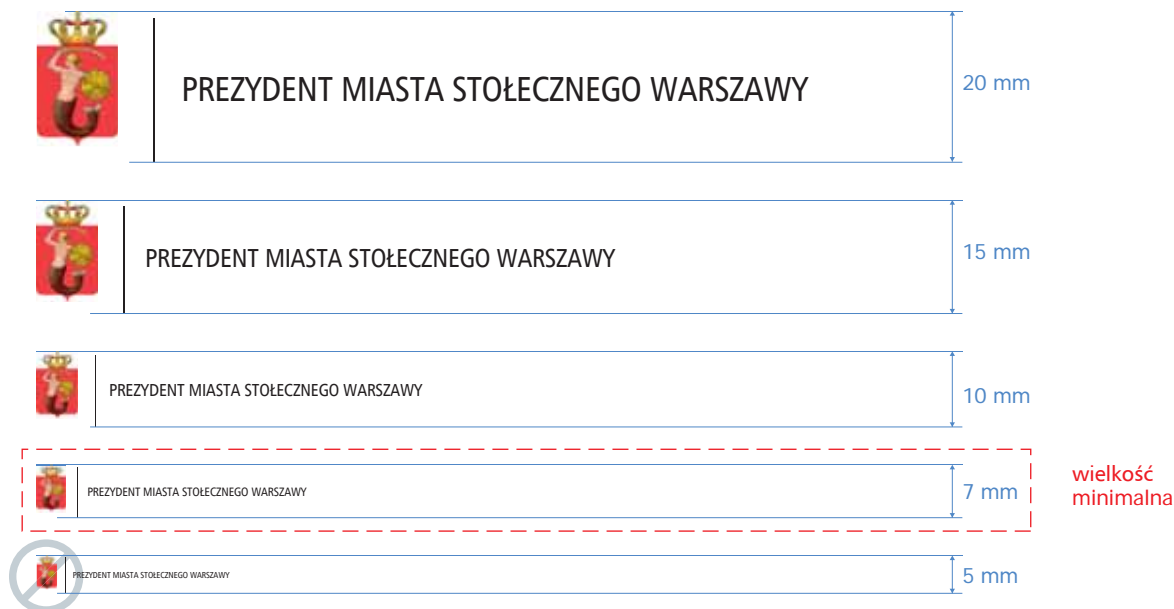 PREZYDENT MIASTA STOŁECZNEGO WARSZAWY
20 mm
PREZYDENT MIASTA STOŁECZNEGO WARSZAWY
15 mm
PREZYDENT MIASTA STOŁECZNEGO WARSZAWY
10 mm
PREZYDENT MIASTA STOŁECZNEGO WARSZAWY
7 mm
wielkość
minimalna
PREZYDENT MIASTA STOŁECZNEGO WARSZAWY
5 mm